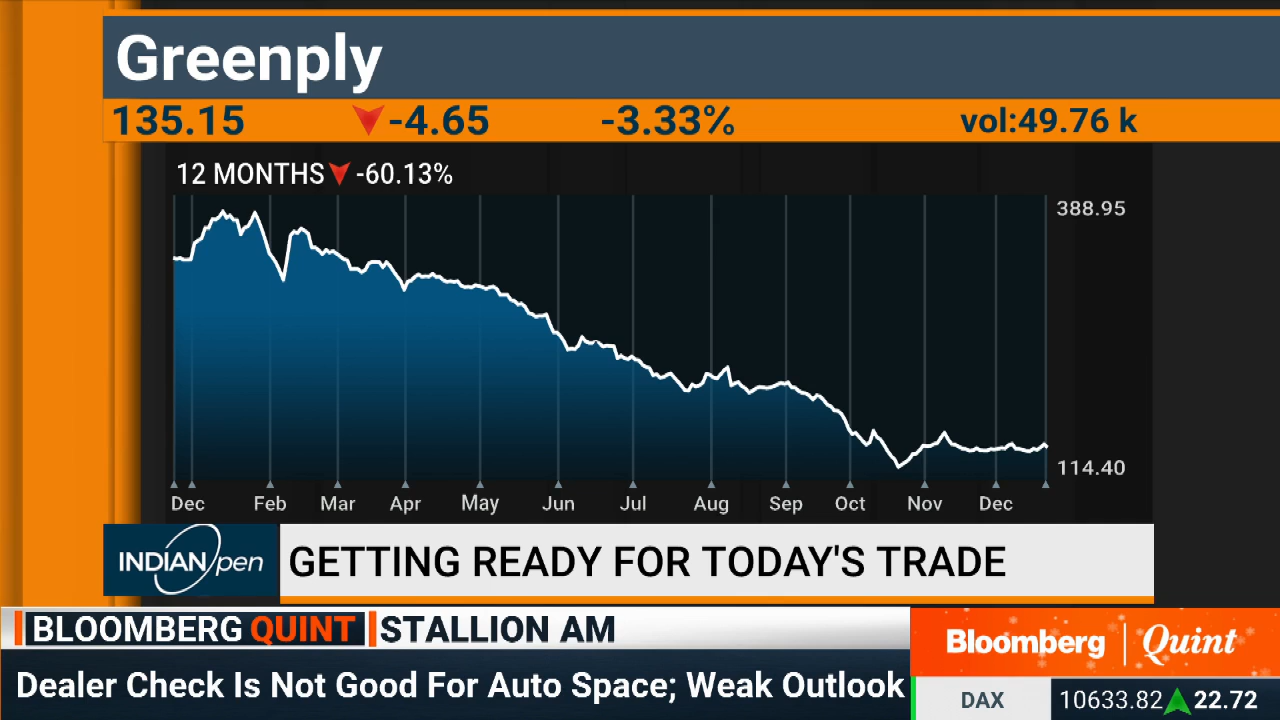 Greenply
135.15 -4.65 -3.33% vol:49.76 k
12 MONTHS -60.13%
388.95
114.40
Dec Feb Mar Apr May Jun Jul Aug Sep Oct Nov Dec
INDIAN Open GETTING READY FOR TODAY'S TRADE
BLOOMBERG QUINT STALLION AM
Bloomberg | Quint
Dealer Check Is Not Good For Auto Space; Weak Outlook
DAX 10633.82 22.72